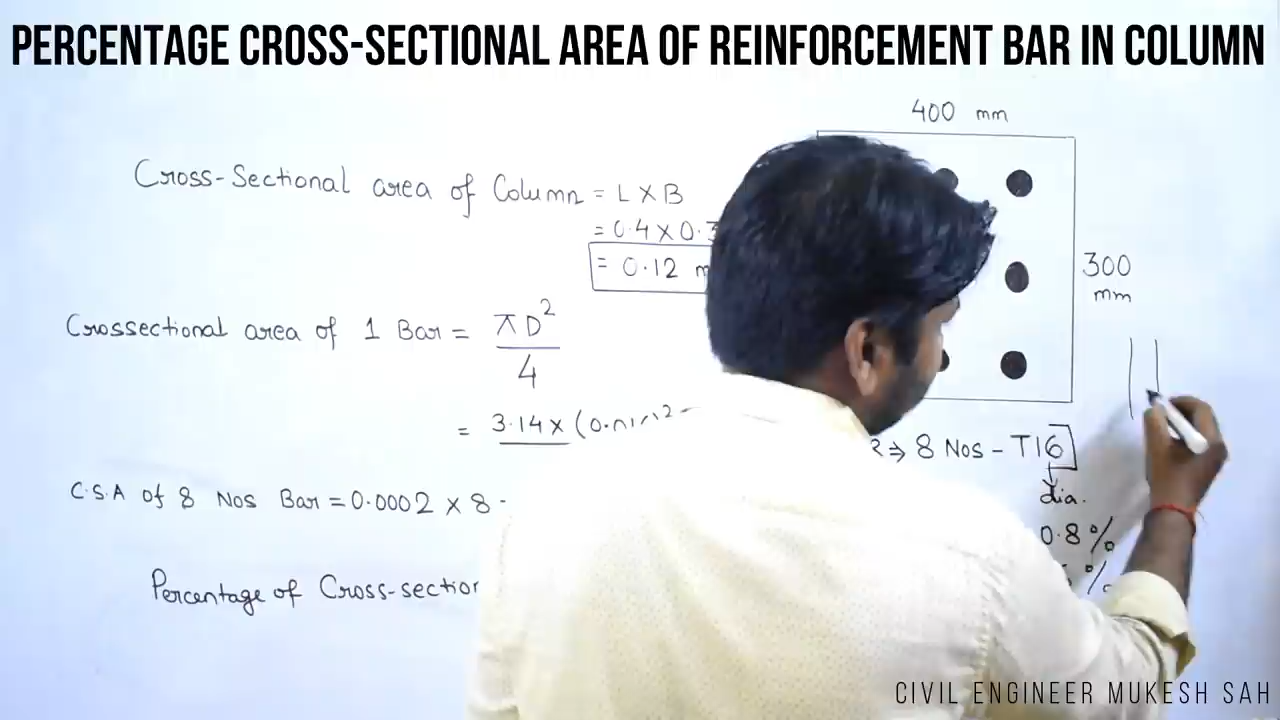 PERCENTAGE CROSS-SECTIONAL AREA OF REINFORCEMENT BAR IN COLUMN
400 mm
Cross-Sectional area of Column = L X B
= 0.4 X 0.3
= 0.12
300
mm
Crossectional area of 1 Bar = πD²
4
= 3.14 X (0.
8 Nos - T16
dia.
C.S.A of 8 Nos Bar = 0.0002 X 8
0.8 %
%
Percentage of Cross-section
CIVIL ENGINEER MUKESH SAH